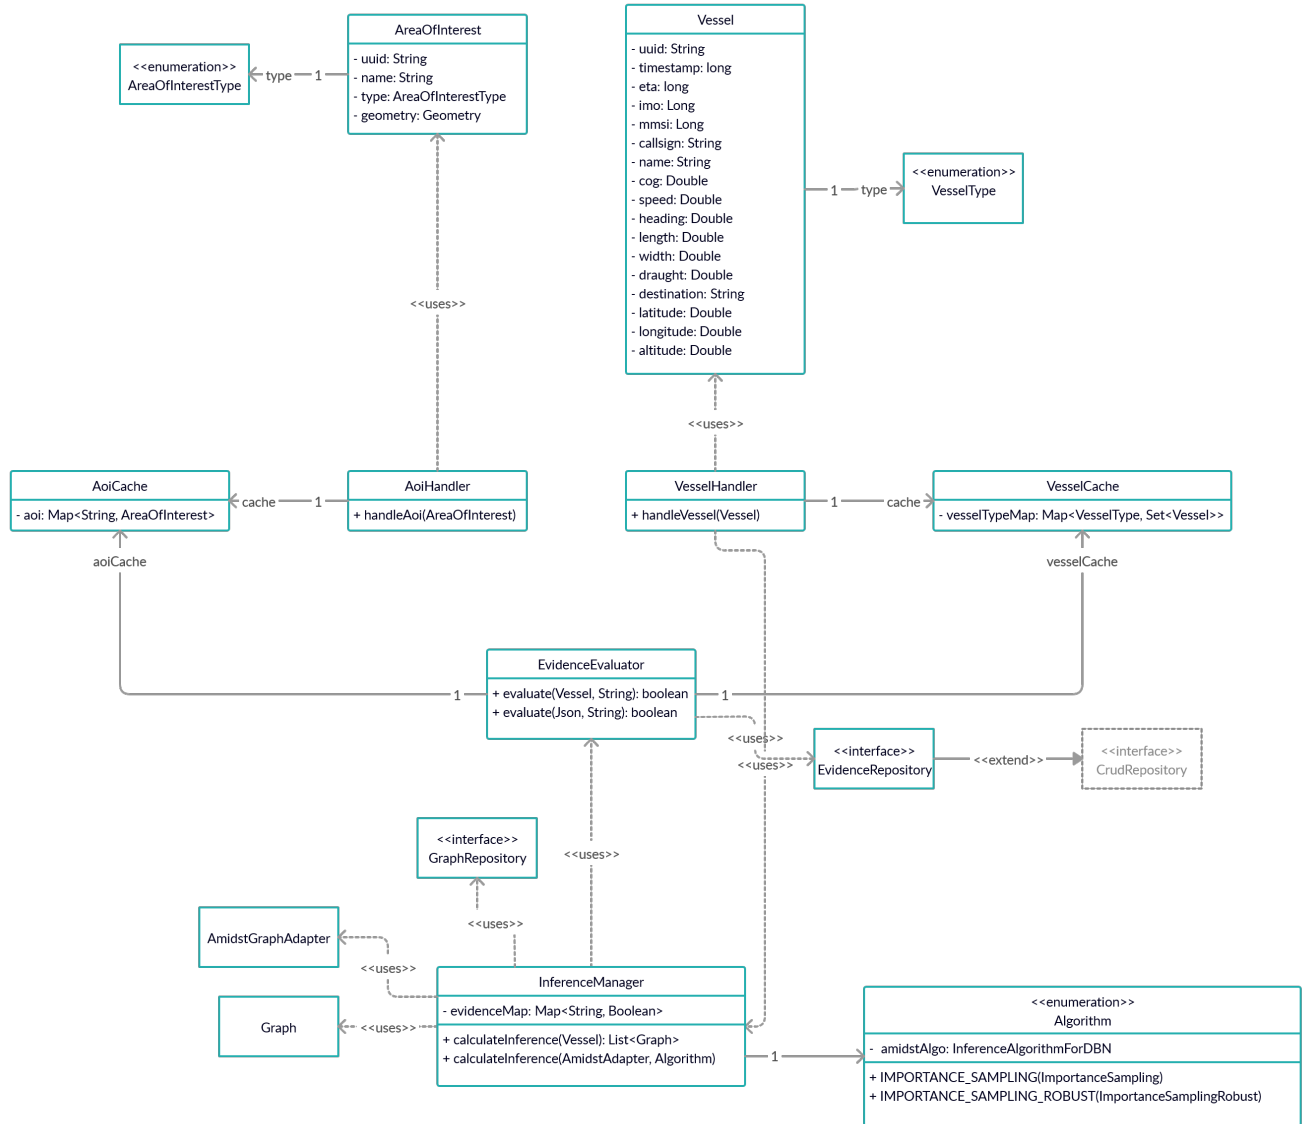 AreaOfInterest
- uuid: String
- name: String
- type: AreaOfInterestType
- geometry: Geometry
<<enumeration>>
AreaOfInterestType
type
1
Vessel
- uuid: String
- timestamp: long
- eta: long
- imo: Long
- mmsi: Long
- callsign: String
- name: String
- cog: Double
- speed: Double
- heading: Double
- length: Double
- width: Double
- draught: Double
- destination: String
- latitude: Double
- longitude: Double
- altitude: Double
1
type
<<enumeration>>
VesselType
<<uses>>
<<uses>>
AoiCache
- aoi: Map<String, AreaOfInterest>
cache
1
AoiHandler
+ handleAoi(AreaOfInterest)
VesselHandler
+ handleVessel(Vessel)
1
cache
VesselCache
- vesselTypeMap: Map<VesselType, Set<Vessel>>
aoiCache
vesselCache
1
EvidenceEvaluator
+ evaluate(Vessel, String): boolean
+ evaluate(Json, String): boolean
1
<<uses>>
<<uses>>
<<interface>>
EvidenceRepository
<<extend>>
<<interface>>
CrudRepository
<<interface>>
GraphRepository
<<uses>>
<<uses>>
AmidstGraphAdapter
<<uses>>
Graph
<<uses>>
InferenceManager
- evidenceMap: Map<String, Boolean>
+ calculateInference(Vessel): List<Graph>
+ calculateInference(AmidstAdapter, Algorithm)
1
<<enumeration>>
Algorithm
- amidstAlgo: InferenceAlgorithmForDBN
+ IMPORTANCE_SAMPLING(ImportanceSampling)
+ IMPORTANCE_SAMPLING_ROBUST(ImportanceSamplingRobust)